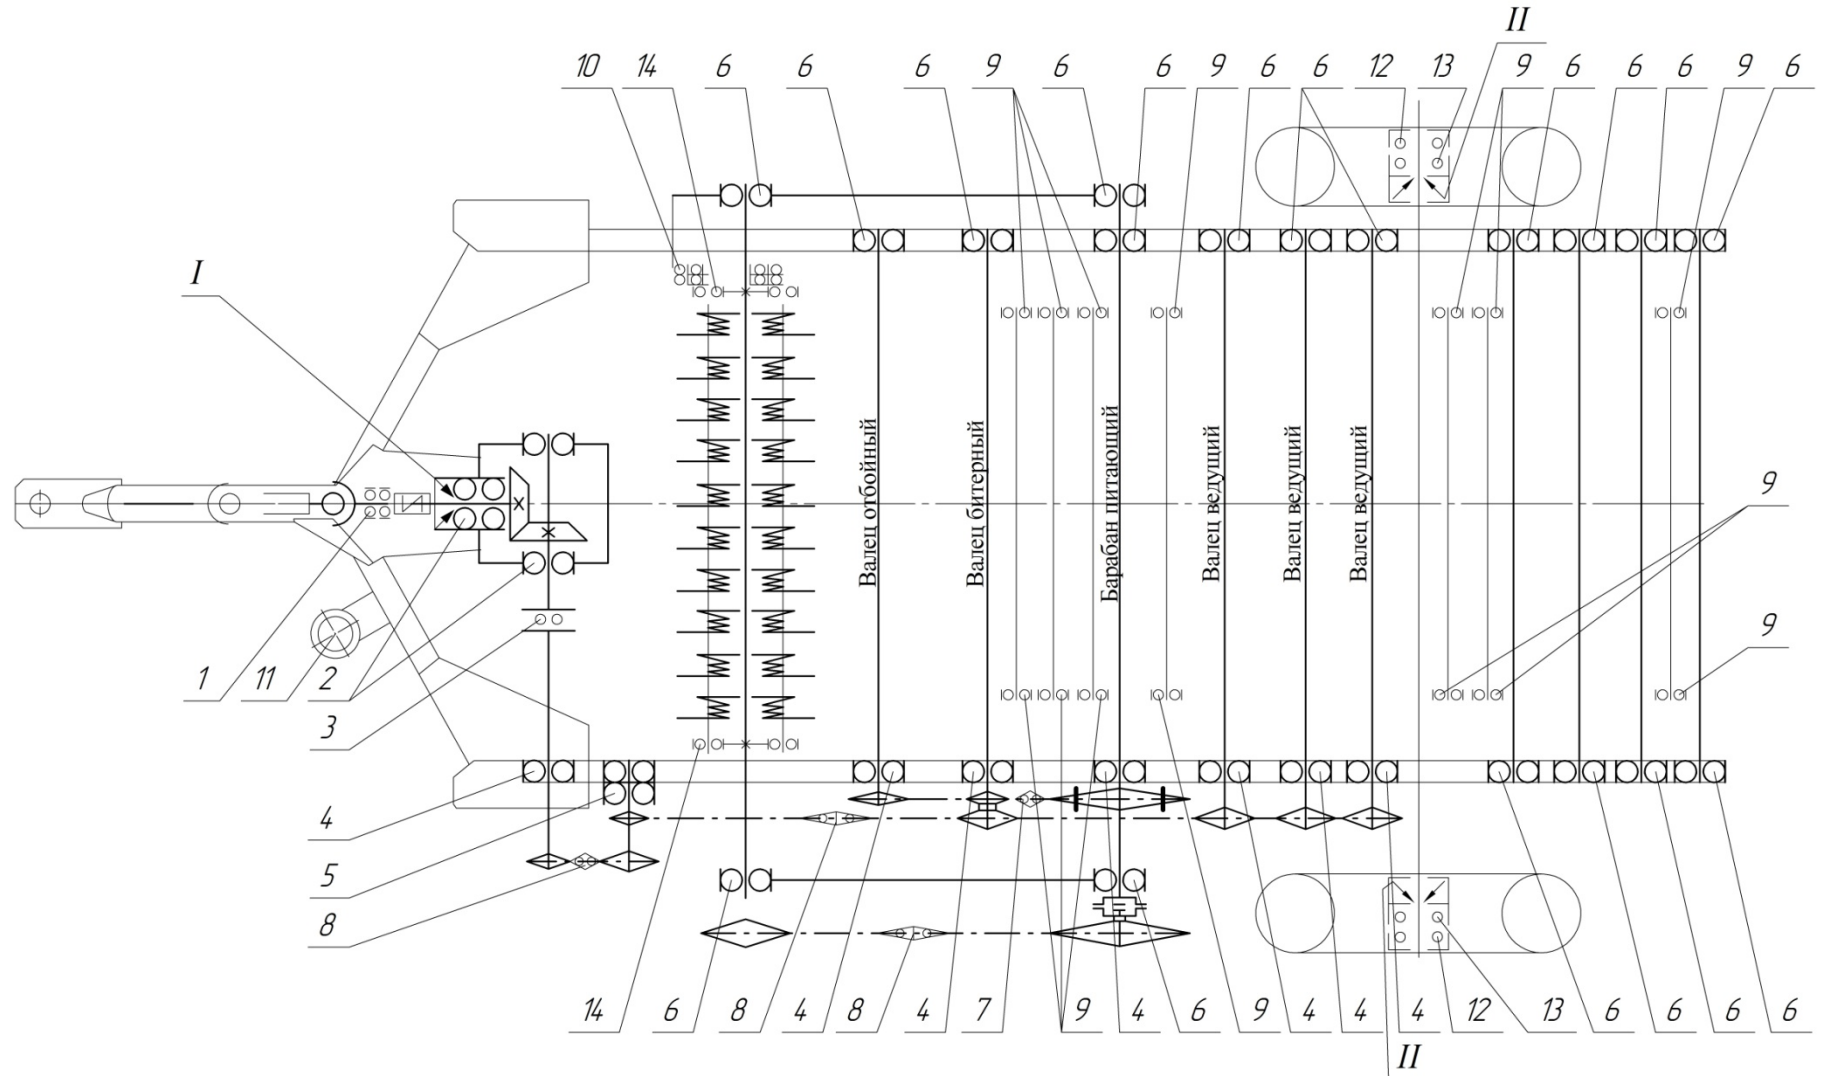 II
10 14 6 6 6 9 6 6 9 6 6 12 13 9 6 6 6 9 6
I
Валец отбойный
Валец битерный
Барабан питающий
Валец ведущий
Валец ведущий
Валец ведущий
9
9
1 11 2
3
4
5
8
14 6 8 4 8 4 7 9 4 6 9 4 4 4 12 13 6 6 6 6
II